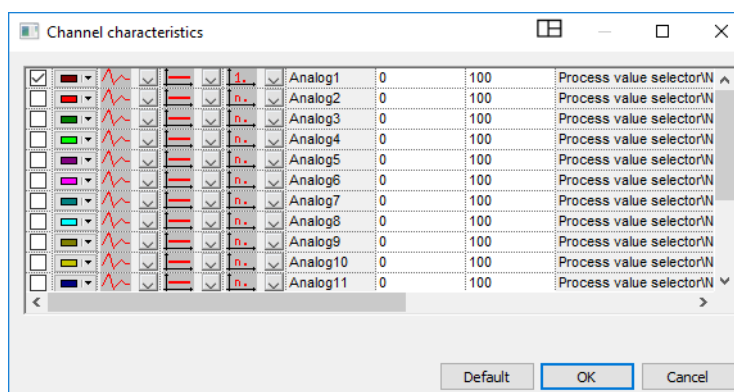 Channel characteristics
1. Analog1 0 100 Process value selector\N
n. Analog2 0 100 Process value selector\N
n. Analog3 0 100 Process value selector\N
n. Analog4 0 100 Process value selector\N
n. Analog5 0 100 Process value selector\N
n. Analog6 0 100 Process value selector\N
n. Analog7 0 100 Process value selector\N
n. Analog8 0 100 Process value selector\N
n. Analog9 0 100 Process value selector\N
n. Analog10 0 100 Process value selector\N
n. Analog11 0 100 Process value selector\N
Default OK Cancel